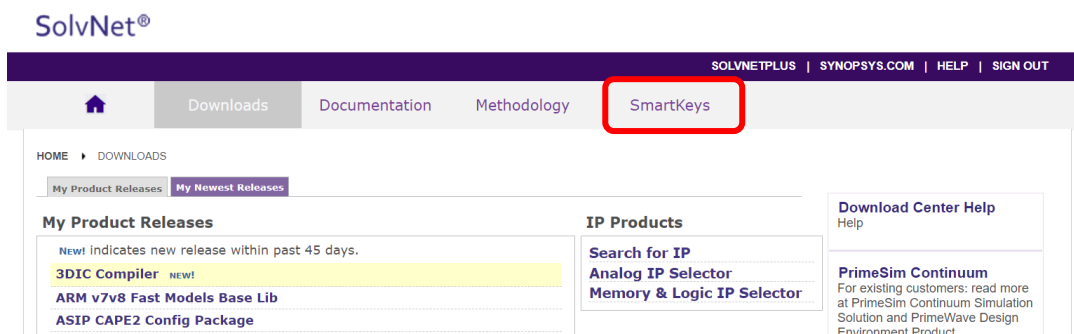 SolvNet®
SOLVNETPLUS | SYNOPSYS.COM | HELP | SIGN OUT
Downloads Documentation Methodology SmartKeys
HOME DOWNLOADS
My Product Releases My Newest Releases
My Product Releases
NEW! indicates new release within past 45 days.
3DIC Compiler NEW!
ARM v7v8 Fast Models Base Lib
ASIP CAPE2 Config Package
IP Products
Search for IP
Analog IP Selector
Memory & Logic IP Selector
Download Center Help
Help
PrimeSim Continuum
For existing customers: read more
at PrimeSim Continuum Simulation
Solution and PrimeWave Design
Environment Product